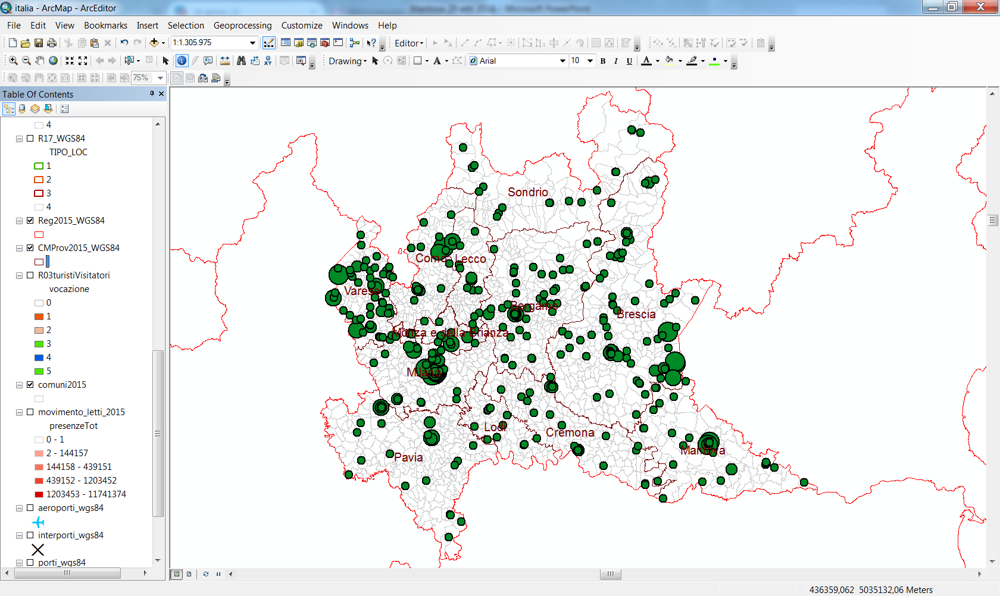 italia - ArcMap - ArcEditor
File Edit View Bookmarks Insert Selection Geoprocessing Customize Windows Help
1:1.305.975
Editor
Drawing
A
Arial
10
B I U A
75%
Table Of Contents
4
R17_WGS84
TIPO_LOC
1
2
3
4
Reg2015_WGS84
CMProv2015_WGS84
R03turistiVisitatori
vocazione
0
1
2
3
4
5
comuni2015
movimento_letti_2015
presenzeTot
0 - 1
2 - 144157
144158 - 439151
439152 - 1203452
1203453 - 11741374
aeroporti_wgs84
interporti_wgs84
porti_wgs84
Sondrio
Como
Lecco
Varese
Bergamo
Brescia
Monza e della Brianza
Milano
Lodi
Cremona
Pavia
Mantova
436359,062 5035132,06 Meters